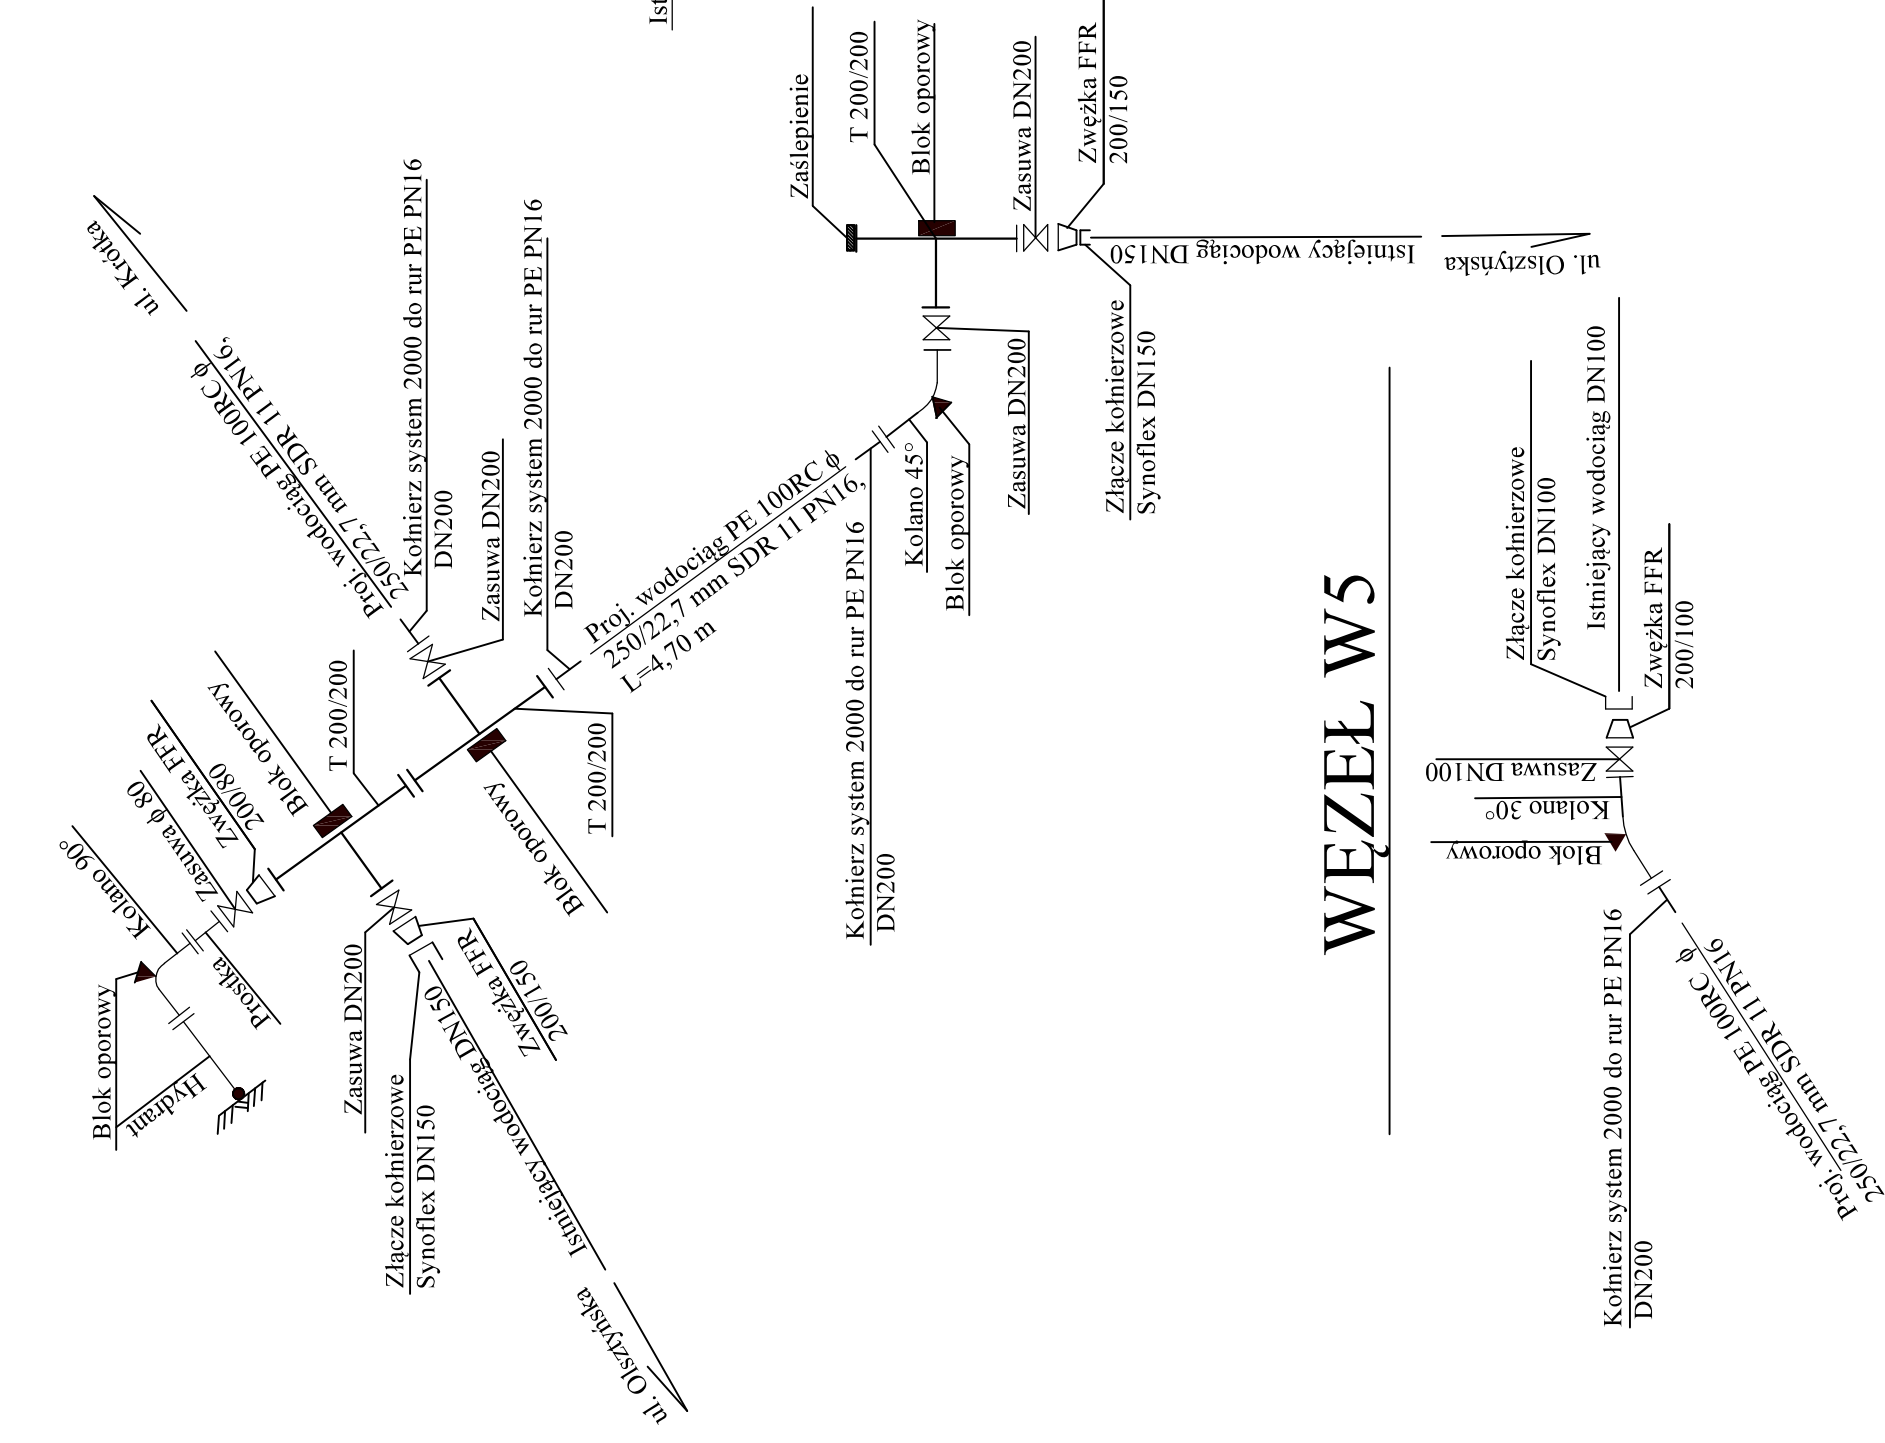 Ist
Zaślepienie
T 200/200
Blok oporowy
Zasuwa DN200
Zwężka FFR
200/150
Istniejący wodociąg DN150
ul. Olsztyńska
Złącze kołnierzowe
Synoflex DN150
Zasuwa DN200
Kolano 45°
Blok oporowy
Kołnierz system 2000 do rur PE PN16
DN200
Proj. wodociąg PE 100RC ϕ
250/22,7 mm SDR 11 PN16,
L=4,70 m
Kołnierz system 2000 do rur PE PN16
DN200
Zasuwa DN200
Kołnierz system 2000 do rur PE PN16
DN200
ul. Krótka
Proj. wodociąg PE 100RC ϕ
250/22,7 mm SDR 11 PN16,
T 200/200
T 200/200
Blok oporowy
Blok oporowy
Zwężka FFR
200/80
Zasuwa ϕ 80
Kolano 90°
Prostka
Blok oporowy
Hydrant
Zasuwa DN200
Zwężka FFR
200/150
Złącze kołnierzowe
Synoflex DN150
Istniejący wodociąg DN150
ul. Olsztyńska
WĘZEŁ W5
Złącze kołnierzowe
Synoflex DN100
Istniejący wodociąg DN100
Zwężka FFR
200/100
Zasuwa DN100
Kolano 30°
Blok oporowy
Kołnierz system 2000 do rur PE PN16
DN200
Proj. wodociąg PE 100RC ϕ
250/22,7 mm SDR 11 PN16